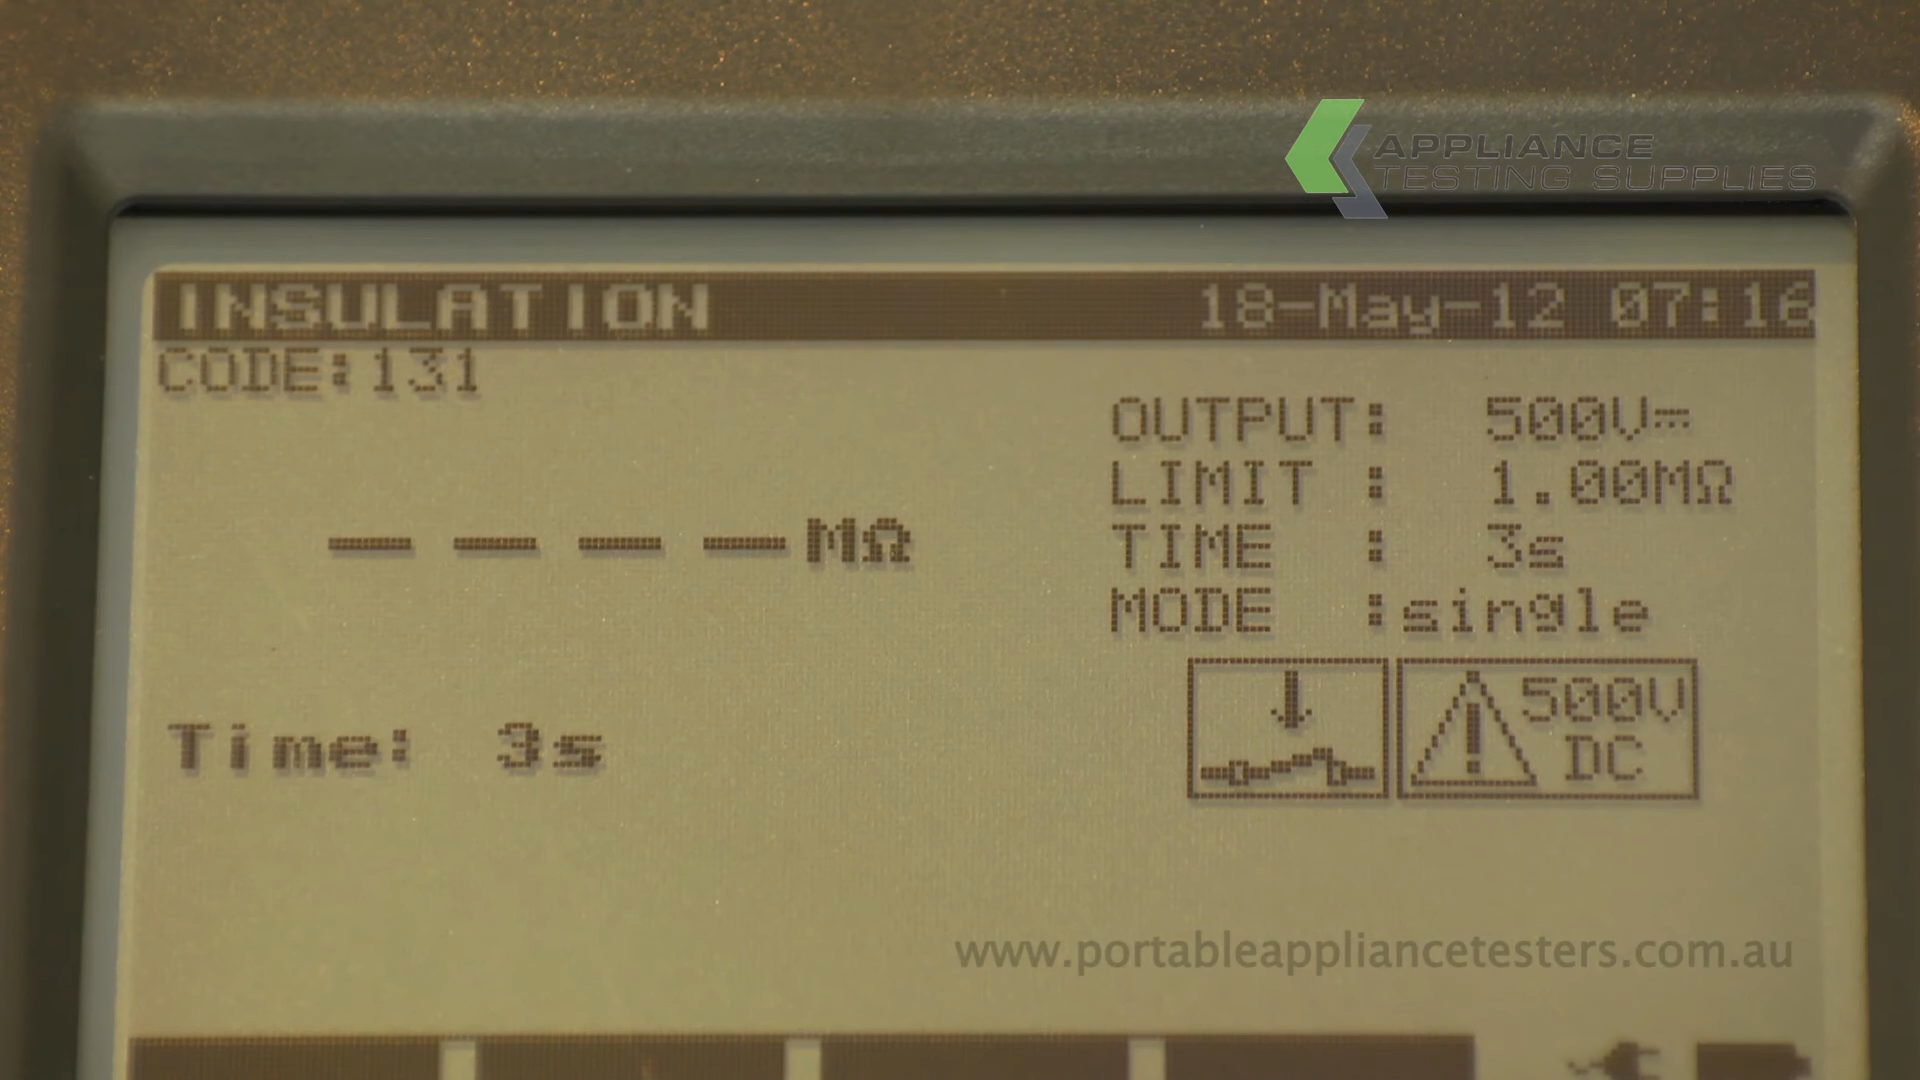 APPLIANCE
TESTING SUPPLIES
INSULATION 18-May-12 07:16
CODE:131
OUTPUT: 500V⎓
LIMIT : 1.00MΩ
TIME : 3s
MODE :single
— — — — MΩ
Time: 3s
500V
DC
www.portableappliancetesters.com.au